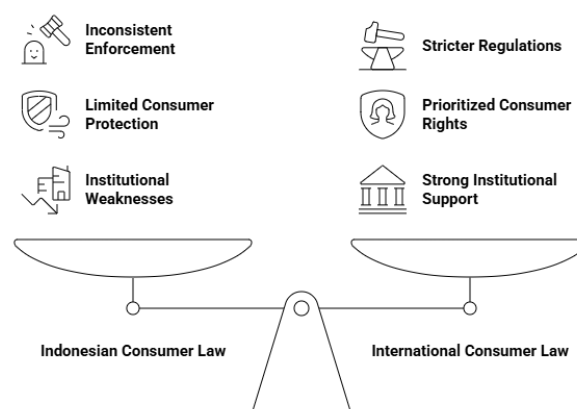 Inconsistent
Enforcement
Limited Consumer
Protection
Institutional
Weaknesses
Stricter Regulations
Prioritized Consumer
Rights
Strong Institutional
Support
Indonesian Consumer Law
International Consumer Law